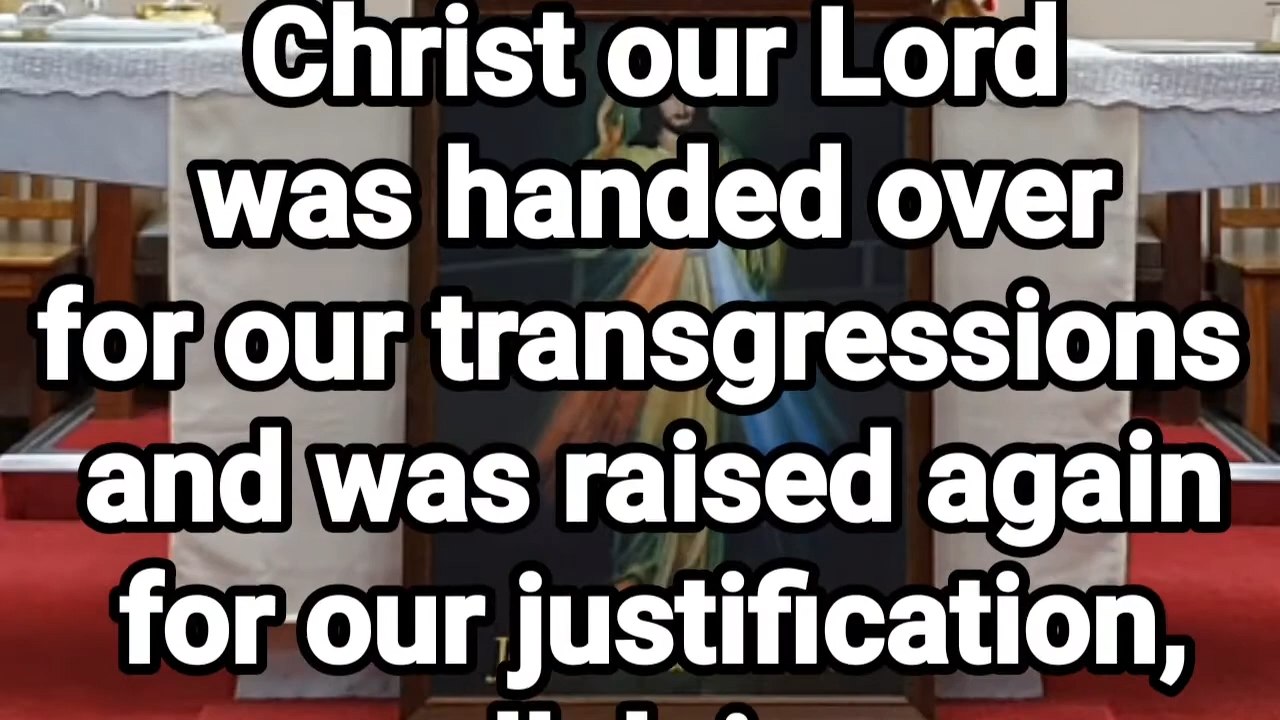 Christ our Lord
was handed over
for our transgressions
and was raised again
for our justification,